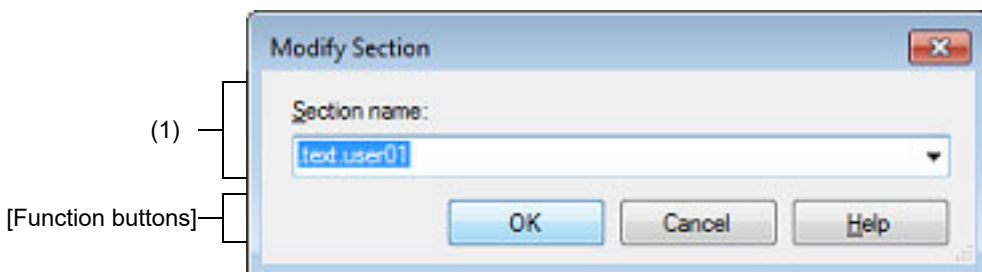 Modify Section
Section name:
(1)
.text.user01
[Function buttons]
OK Cancel Help